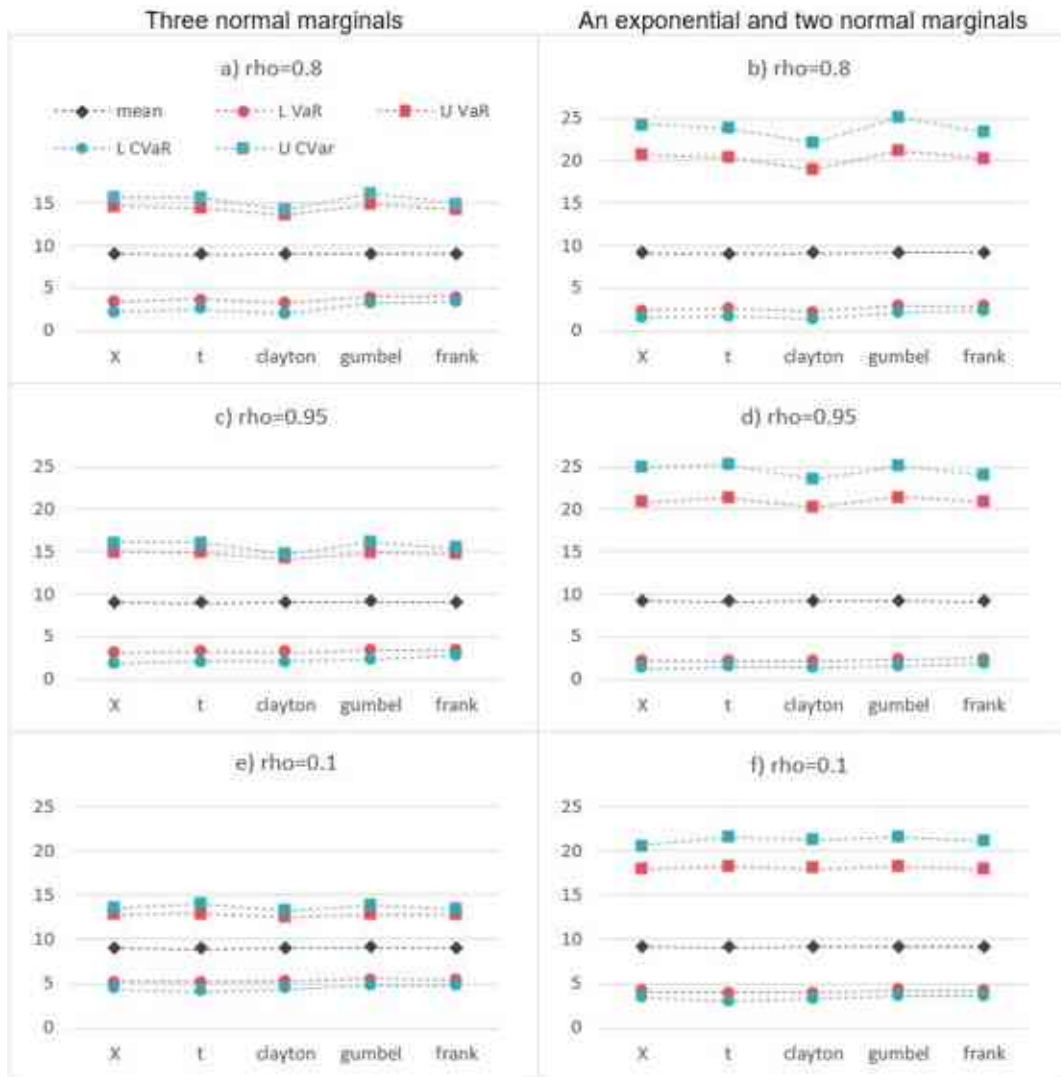 Three normal marginals
An exponential and two normal marginals
a) rho=0.8
mean
L VaR
U VaR
L CVaR
U CVar
15
10
5
0
X t clayton gumbel frank
b) rho=0.8
25
20
15
10
5
0
X t clayton gumbel frank
c) rho=0.95
25
20
15
10
5
0
X t clayton gumbel frank
d) rho=0.95
25
20
15
10
5
0
X t clayton gumbel frank
e) rho=0.1
25
20
15
10
5
0
X t clayton gumbel frank
f) rho=0.1
25
20
15
10
5
0
X t clayton gumbel frank